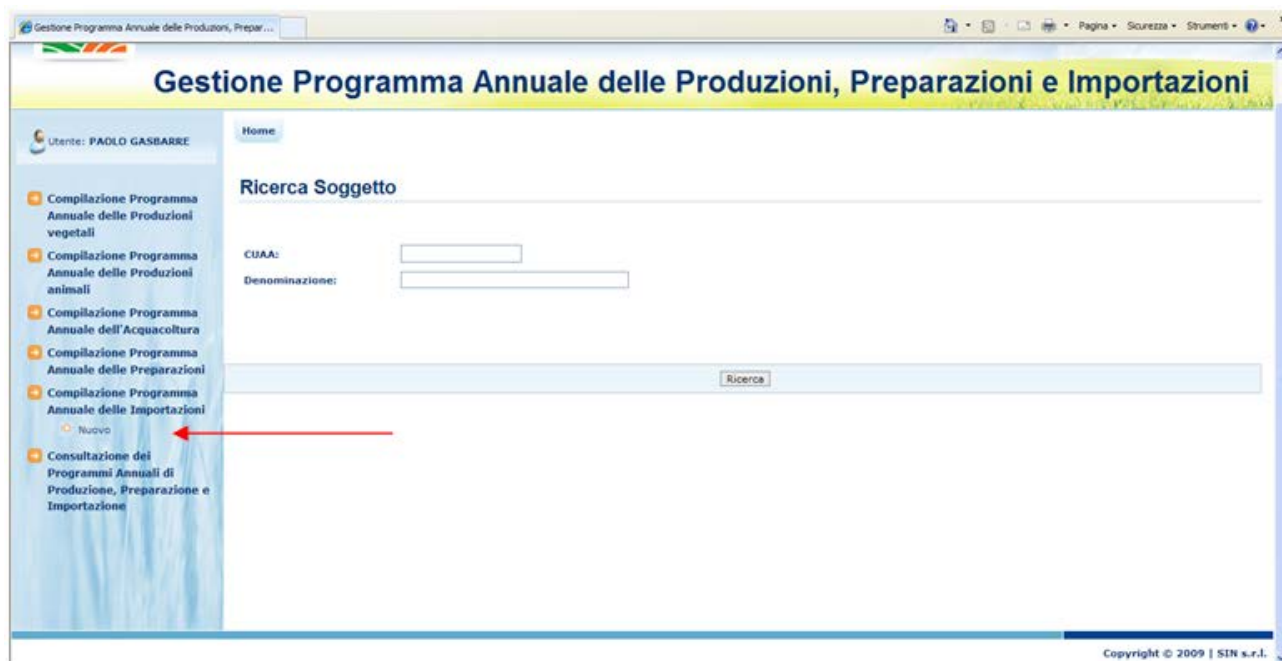 Gestione Programma Annuale delle Produzioni, Prepar...
Pagina Sicurezza Strumenti
Gestione Programma Annuale delle Produzioni, Preparazioni e Importazioni
Utente: PAOLO GASBARRE
Home
Compilazione Programma
Annuale delle Produzioni
vegetali
Compilazione Programma
Annuale delle Produzioni
animali
Compilazione Programma
Annuale dell'Acquacoltura
Compilazione Programma
Annuale delle Preparazioni
Compilazione Programma
Annuale delle Importazioni
Nuovo
Consultazione dei
Programmi Annuali di
Produzione, Preparazione e
Importazione
Ricerca Soggetto
CUAA:
Denominazione:
Ricerca
Copyright © 2009 | SIN s.r.l.